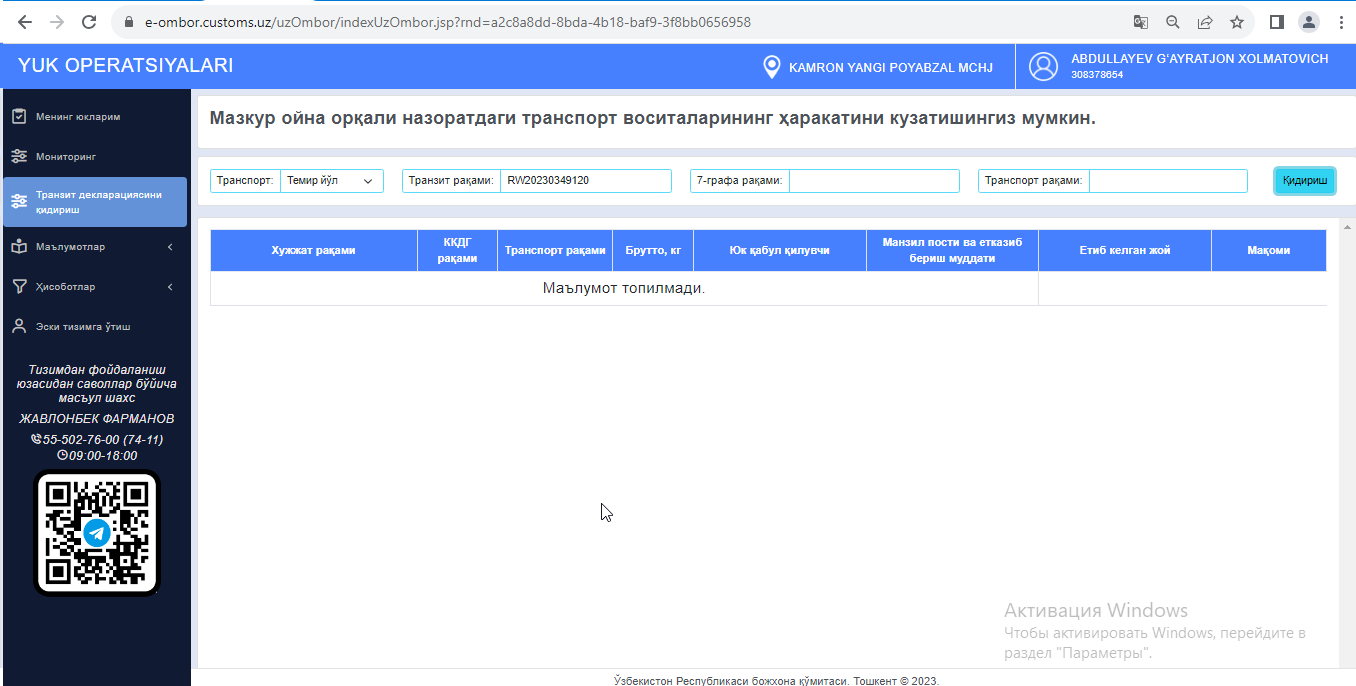 e-ombor.customs.uz/uzOmbor/indexUzOmbor.jsp?rnd=a2c8a8dd-8bda-4b18-baf9-3f8bb0656958
YUK OPERATSIYALARI
KAMRON YANGI POYABZAL MCHJ
ABDULLAYEV G'AYRATJON XOLMATOVICH
308378654
Менинг юкларим
Мониторинг
Транзит декларациясини
қидириш
Маълумотлар
Ҳисоботлар
Эски тизимга ўтиш
Тизимдан фойдаланиш
юзасидан саволлар бўйича
масъул шахс
ЖАВЛОНБЕК ФАРМАНОВ
55-502-76-00 (74-11)
09:00-18:00
Мазкур ойна орқали назоратдаги транспорт воситаларининг ҳаракатини кузатишингиз мумкин.
Транспорт: Темир йўл Транзит рақами: RW20230349120 7-графа рақами: Транспорт рақами: Қидириш
Хужжат рақами
ККДГ
рақами
Транспорт рақами
Брутто, кг
Юк қабул қилувчи
Манзил пости ва етказиб
бериш муддати
Етиб келган жой
Мақоми
Маълумот топилмади.
Активация Windows
Чтобы активировать Windows, перейдите в
раздел "Параметры".
Ўзбекистон Республикаси божхона қўмитаси. Тошкент © 2023.